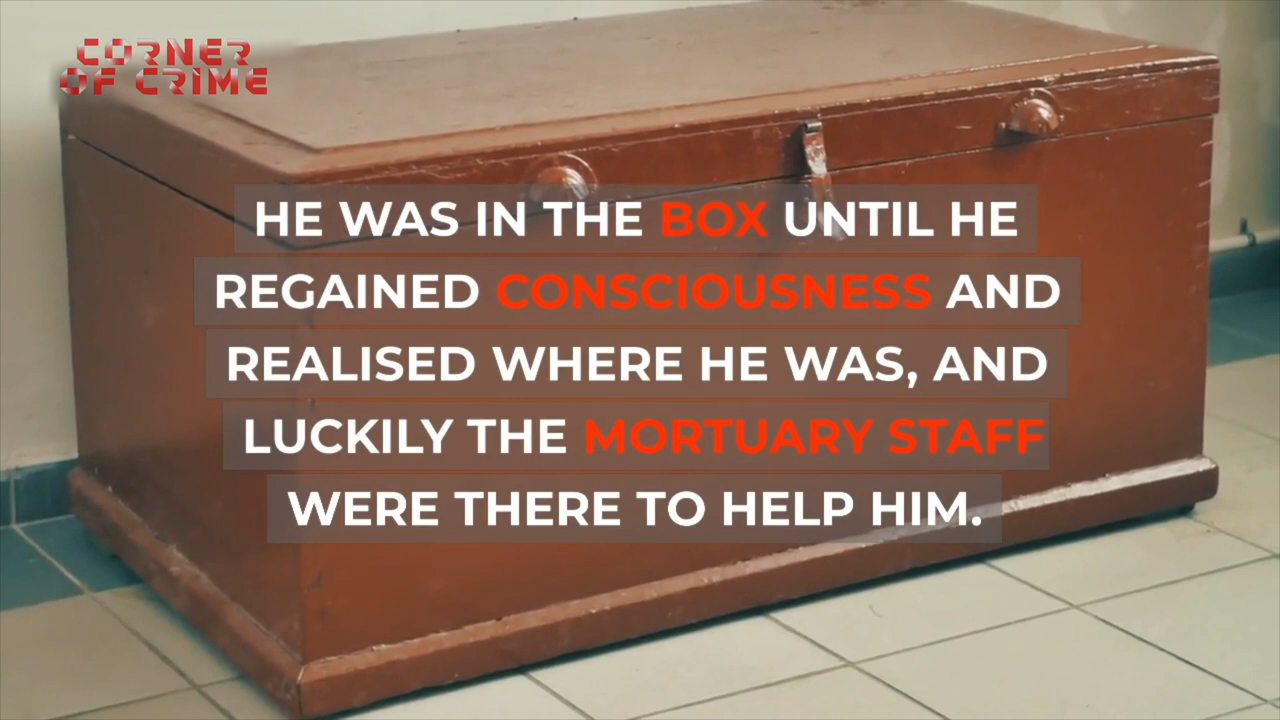 CORNER
OF CRIME
HE WAS IN THE BOX UNTIL HE
REGAINED CONSCIOUSNESS AND
REALISED WHERE HE WAS, AND
LUCKILY THE MORTUARY STAFF
WERE THERE TO HELP HIM.